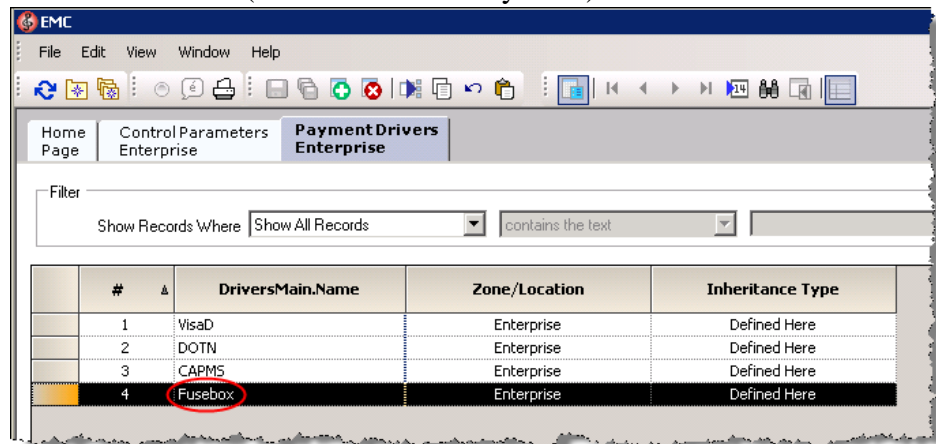 EMC
File Edit View Window Help
Home Page Control Parameters Enterprise Payment Drivers Enterprise
Filter
Show Records Where Show All Records contains the text
# DriversMain.Name Zone/Location Inheritance Type
1 VisaD Enterprise Defined Here
2 DOTN Enterprise Defined Here
3 CAPMS Enterprise Defined Here
4 Fusebox Enterprise Defined Here